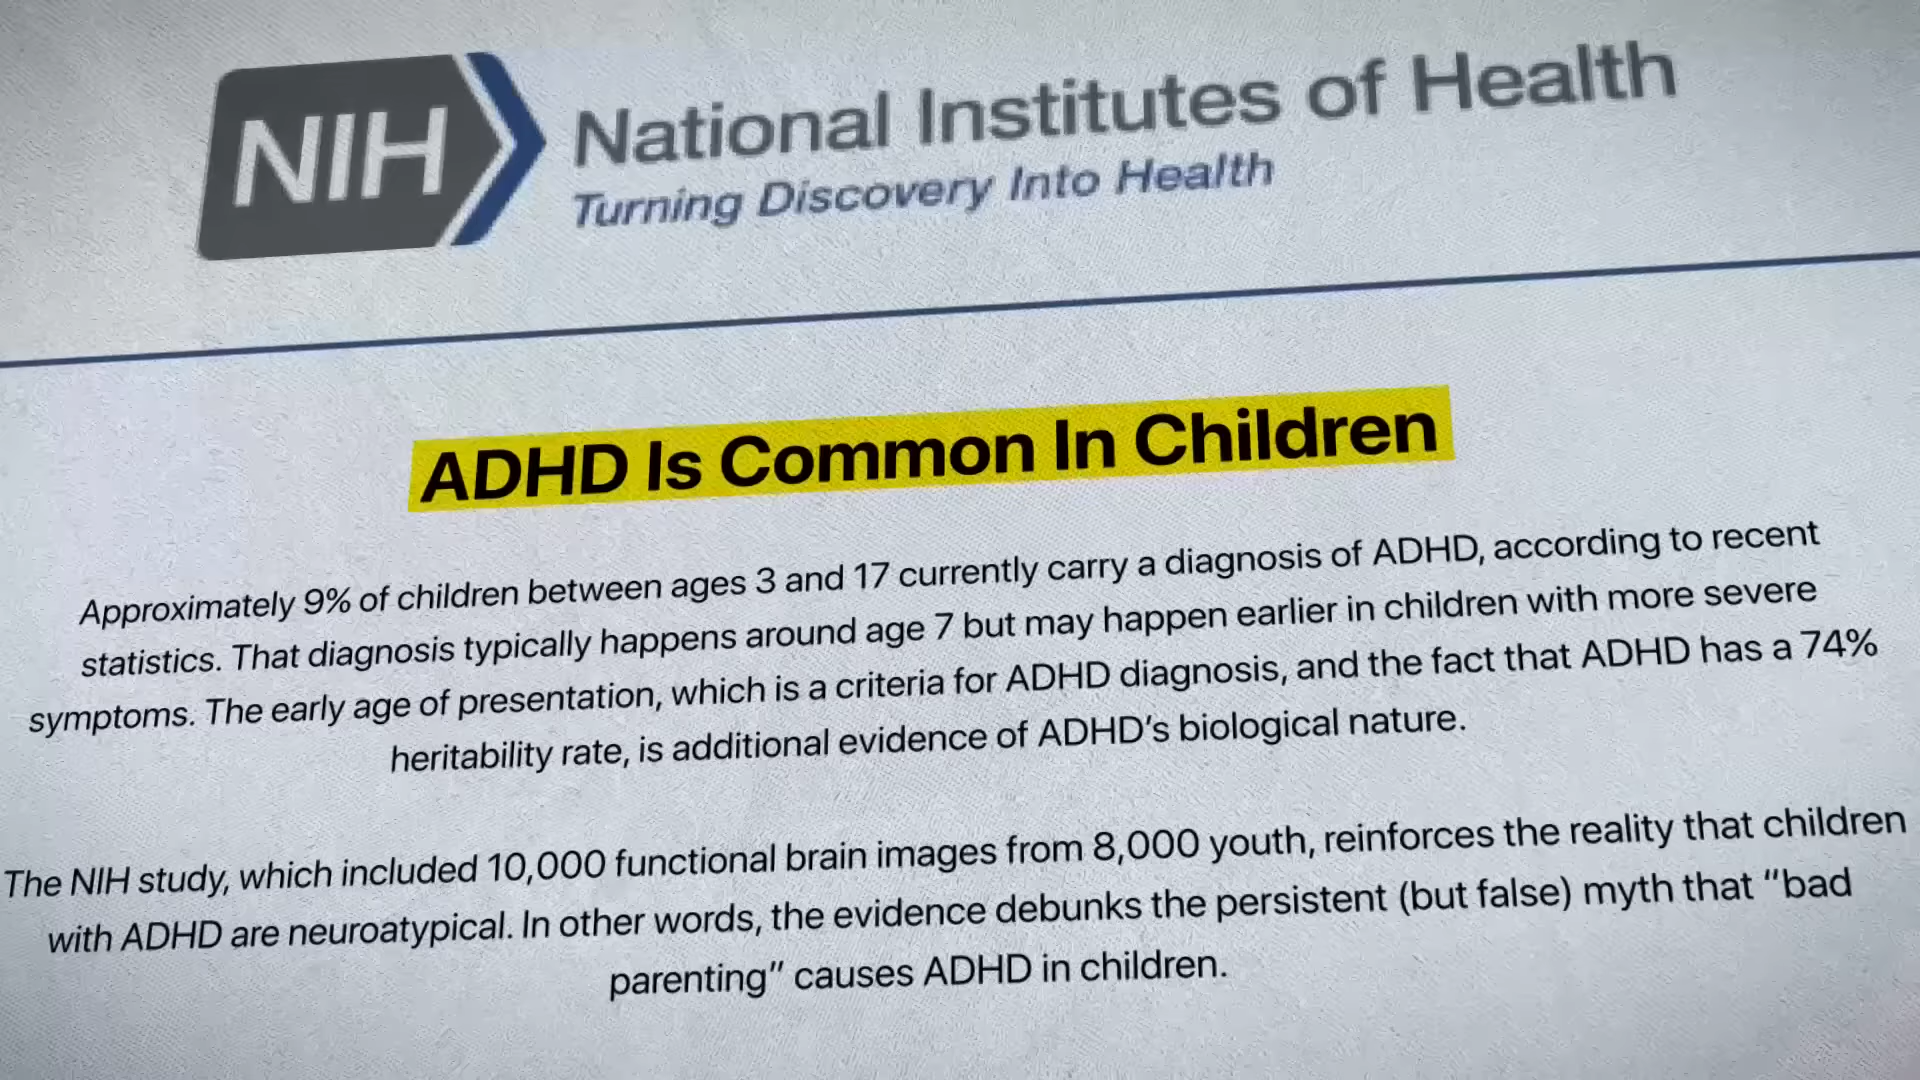 NIH
National Institutes of Health
Turning Discovery Into Health
ADHD Is Common In Children
Approximately 9% of children between ages 3 and 17 currently carry a diagnosis of ADHD, according to recent
statistics. That diagnosis typically happens around age 7 but may happen earlier in children with more severe
symptoms. The early age of presentation, which is a criteria for ADHD diagnosis, and the fact that ADHD has a 74%
heritability rate, is additional evidence of ADHD's biological nature.
The NIH study, which included 10,000 functional brain images from 8,000 youth, reinforces the reality that children
with ADHD are neuroatypical. In other words, the evidence debunks the persistent (but false) myth that "bad
parenting" causes ADHD in children.